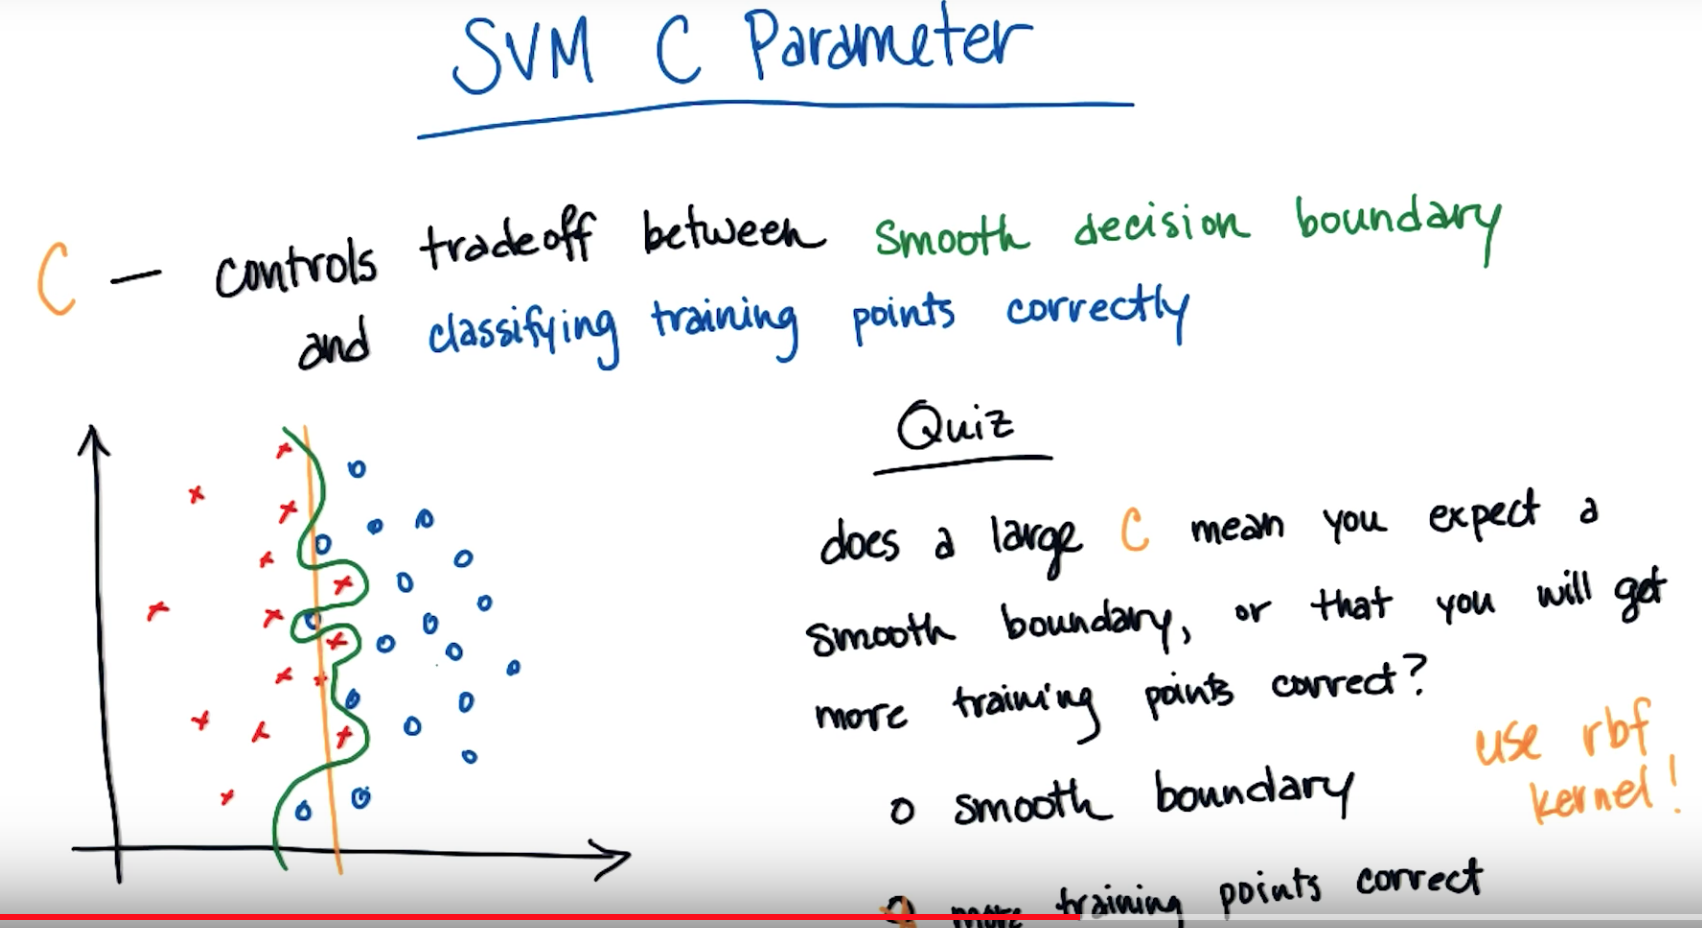 SVM C Parameter
C — controls tradeoff between smooth decision boundary
and classifying training points correctly
Quiz
does a large C mean you expect a
smooth boundary, or that you will get
more training points correct?
o smooth boundary
use rbf
kernel!
o more training points correct